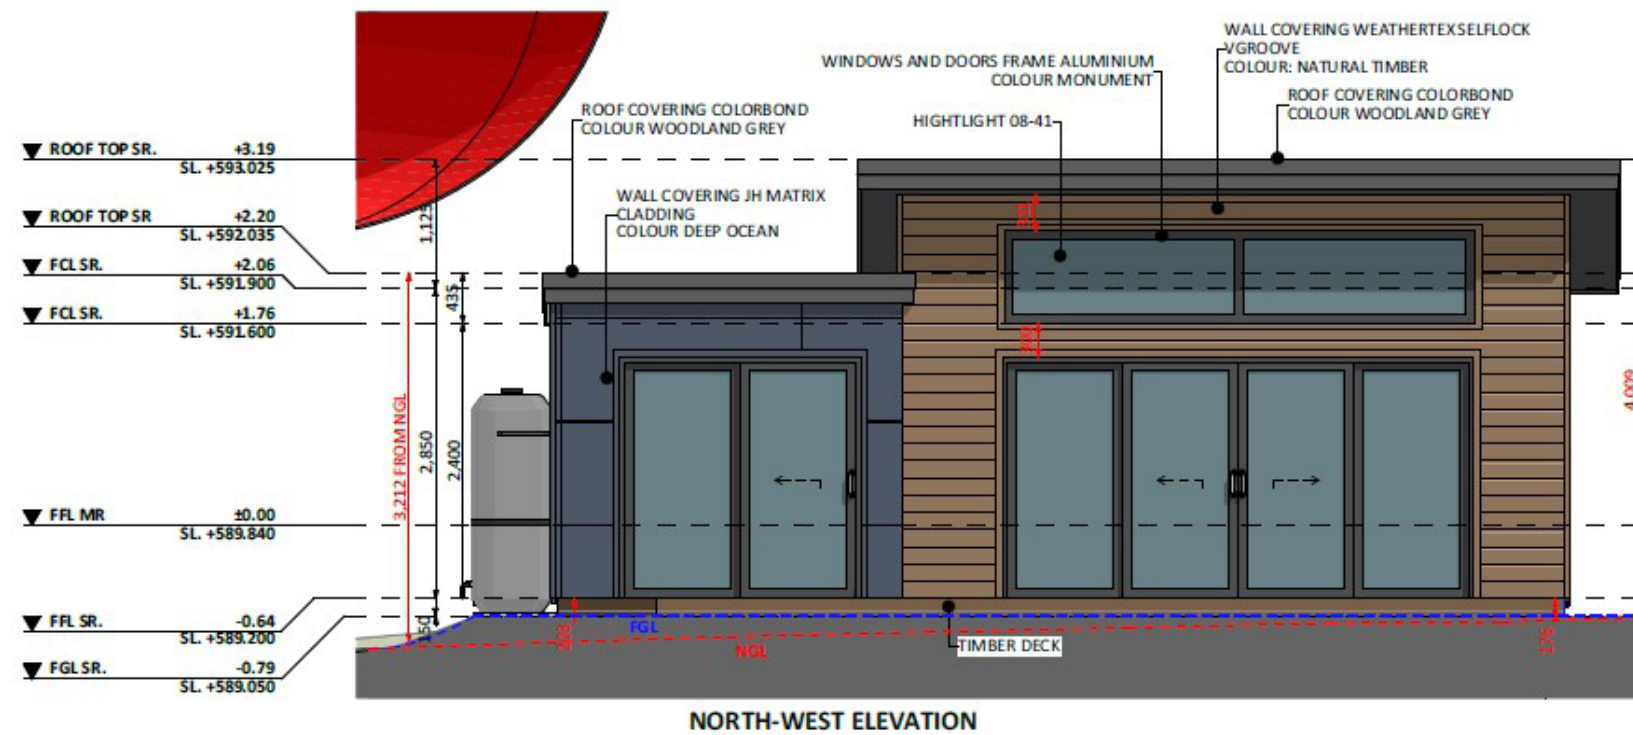 WALL COVERING WEATHERTEXSELFLOCK
VGROOVE
COLOUR: NATURAL TIMBER
WINDOWS AND DOORS FRAME ALUMINIUM
COLOUR MONUMENT
ROOF COVERING COLORBOND
COLOUR WOODLAND GREY
ROOF COVERING COLORBOND
COLOUR WOODLAND GREY
HIGHTLIGHT 08-41
ROOF TOP SR. +3.19
SL. +593.025
WALL COVERING JH MATRIX
CLADDING
COLOUR DEEP OCEAN
ROOF TOP SR +2.20
SL. +592.035
FCL SR. +2.06
SL. +591.900
FCL SR. +1.76
SL. +591.600
1,125
435
300
3,212 FROM NGL
2,850
2,400
4,009
FFL MR ±0.00
SL. +589.840
FFL SR. -0.64
SL. +589.200
150
FGL
NGL
TIMBER DECK
176
FGL SR. -0.79
SL. +589.050
NORTH-WEST ELEVATION